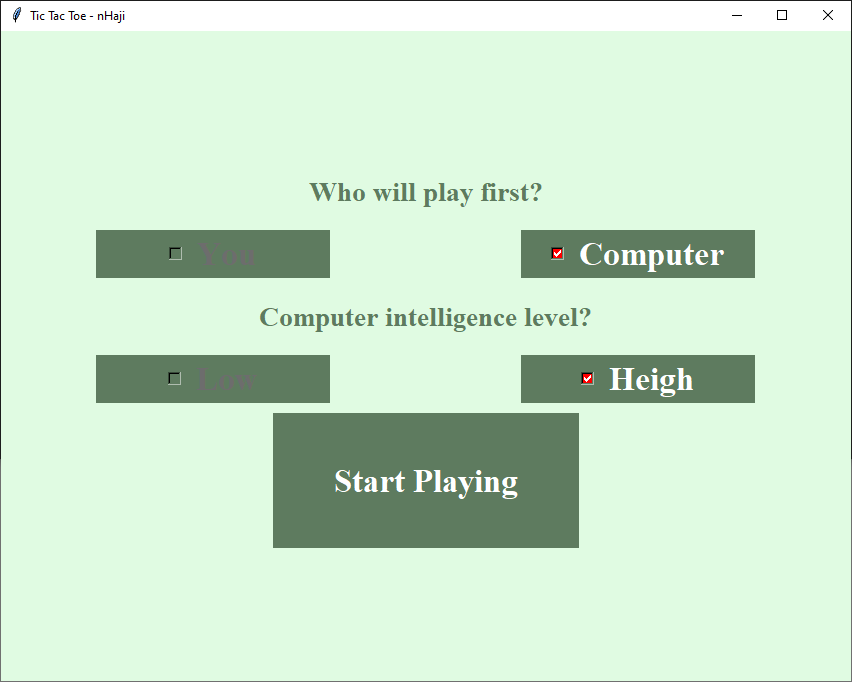 Tic Tac Toe - nHaji
Who will play first?
You
Computer
Computer intelligence level?
Low
Heigh
Start Playing